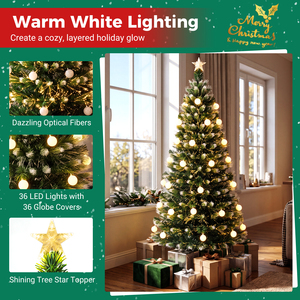 Warm White Lighting
Create a cozy, layered holiday glow
Merry
Christmas
& Happy new year
Dazzling Optical Fibers
36 LED Lights with
36 Globe Covers
Shining Tree Star Topper